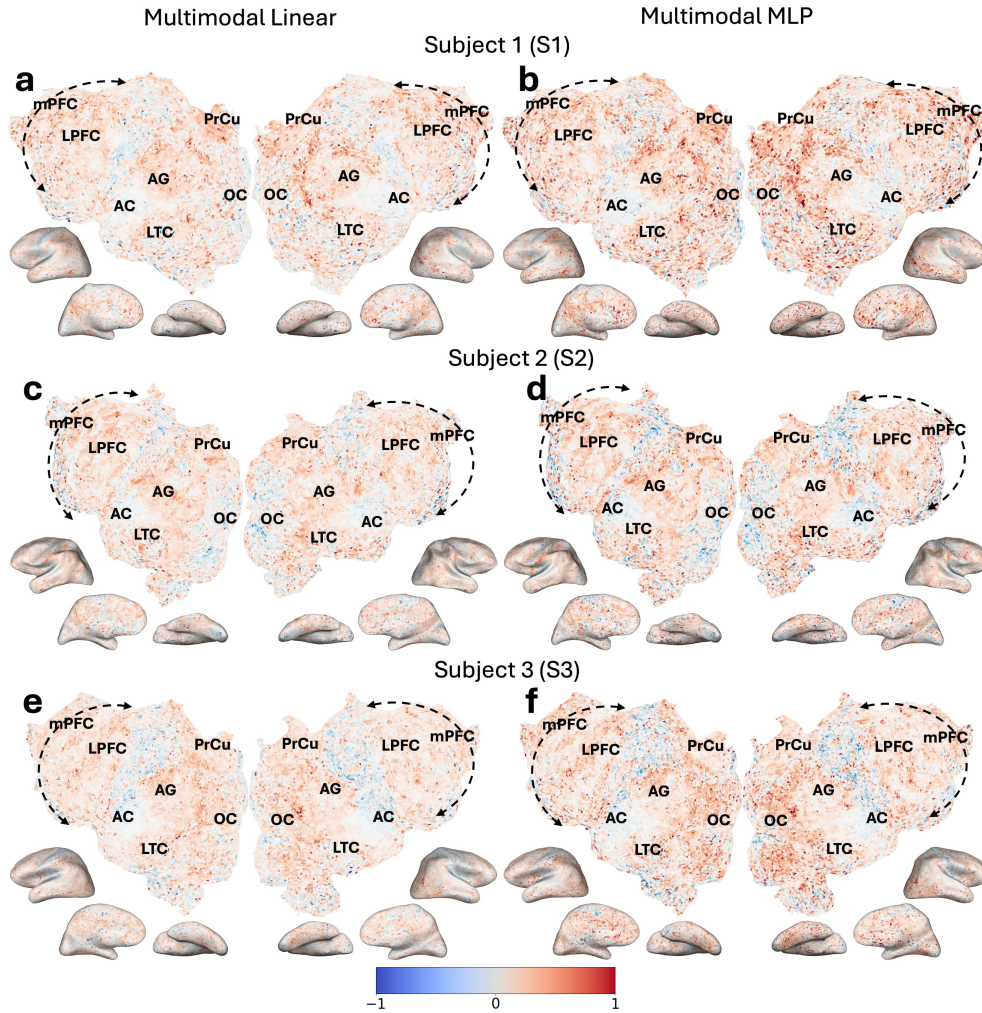 Multimodal Linear Multimodal MLP
Subject 1 (S1)
a b
mPFC mPFC mPFC mPFC
LPFC PrCu PrCu LPFC LPFC PrCu PrCu LPFC
AG AG AG AG
AC OC OC AC AC OC OC AC
LTC LTC LTC LTC
Subject 2 (S2)
c d
mPFC mPFC mPFC mPFC
LPFC PrCu PrCu LPFC LPFC PrCu PrCu LPFC
AG AG AG AG
AC OC OC AC AC OC OC AC
LTC LTC LTC LTC
Subject 3 (S3)
e f
mPFC mPFC mPFC mPFC
LPFC PrCu PrCu LPFC LPFC PrCu PrCu LPFC
AG AG AG AG
AC OC OC AC AC OC OC AC
LTC LTC LTC LTC
−1 0 1